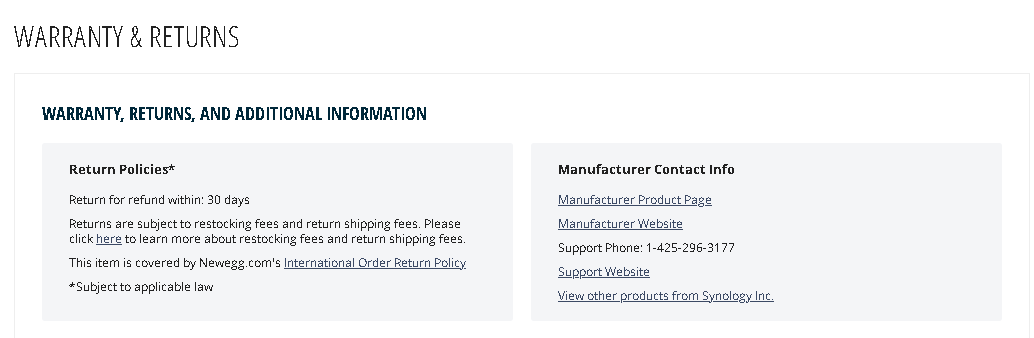 WARRANTY & RETURNS
WARRANTY, RETURNS, AND ADDITIONAL INFORMATION
Return Policies*
Return for refund within: 30 days
Returns are subject to restocking fees and return shipping fees. Please
click here to learn more about restocking fees and return shipping fees.
This item is covered by Newegg.com's International Order Return Policy
*Subject to applicable law
Manufacturer Contact Info
Manufacturer Product Page
Manufacturer Website
Support Phone: 1-425-296-3177
Support Website
View other products from Synology Inc.